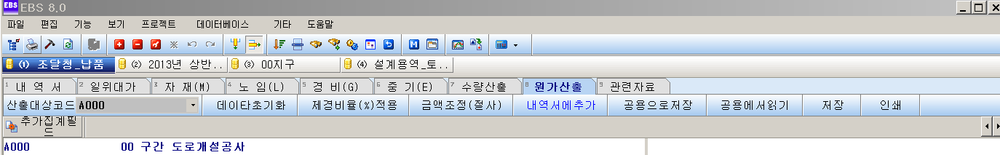 EBS EBS 8.0
파일 편집 기능 보기 프로젝트 데이터베이스 기타 도움말
(1) 조달청_납품 (2) 2013년 상반.. (3) 00지구 (4) 설계용역_토..
1 내 역 서 2 일위대가 3 자 재(M) 4 노 임(L) 5 경 비(G) 6 중 기(E) 7 수량산출 8 원가산출 9 관련자료
산출대상코드 A000 데이타초기화 제경비율(%)적용 금액조정(절사) 내역서에추가 공용으로저장 공용에서읽기 저장 인쇄
추가집계필
드
A000 00 구간 도로개설공사